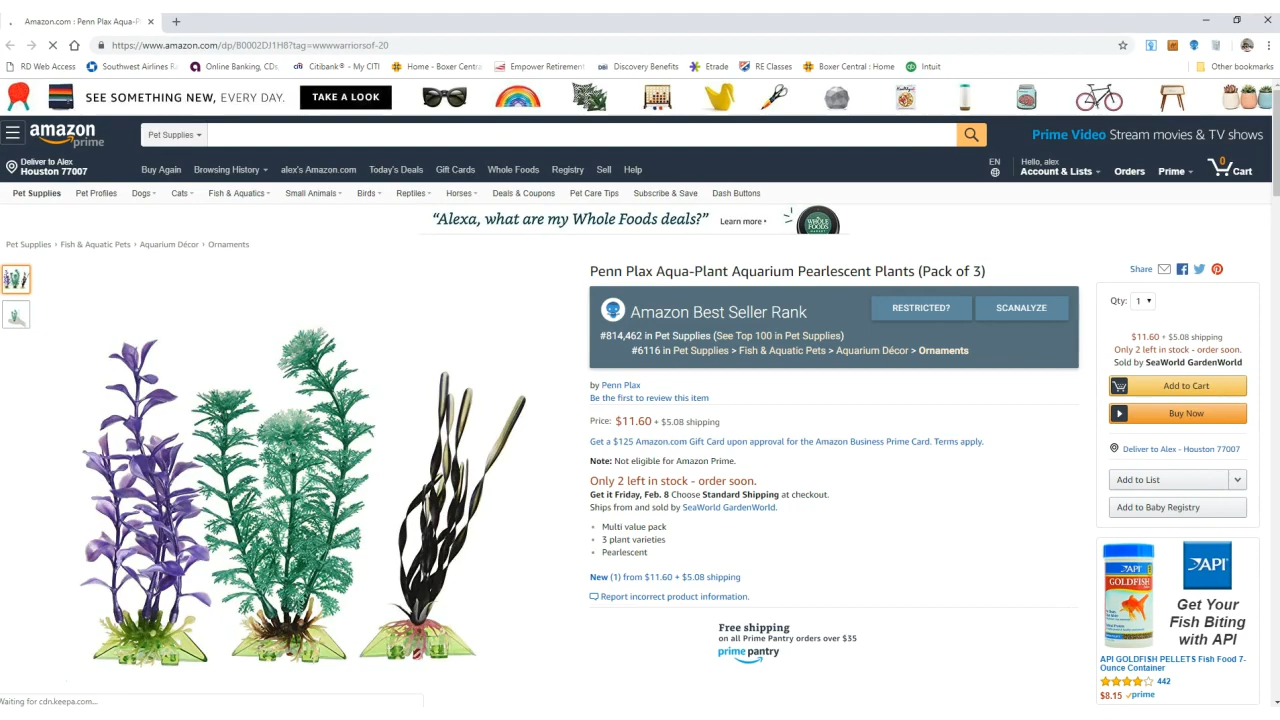 Amazon.com : Penn Plax Aqua-P
https://www.amazon.com/dp/B0002DJ1H8?tag=wwwwarriorsof-20
RD Web Access
Southwest Airlines R
Online Banking, CDs
Citibank® - My CITI
Home - Boxer Centr
Empower Retirement
Discovery Benefits
Etrade
RE Classes
Boxer Central : Home
Intuit
Other bookmarks
SEE SOMETHING NEW, EVERY DAY.
TAKE A LOOK
amazon
prime
Pet Supplies
Prime Video Stream movies & TV shows
Deliver to Alex
Houston 77007
Buy Again
Browsing History
alex's Amazon.com
Today's Deals
Gift Cards
Whole Foods
Registry
Sell
Help
EN
Hello, alex
Account & Lists
Orders
Prime
0
Cart
Pet Supplies
Pet Profiles
Dogs
Cats
Fish & Aquatics
Small Animals
Birds
Reptiles
Horses
Deals & Coupons
Pet Care Tips
Subscribe & Save
Dash Buttons
“Alexa, what are my Whole Foods deals?”
Learn more ›
WHOLE
FOODS
MARKET
Pet Supplies › Fish & Aquatic Pets › Aquarium Décor › Ornaments
Penn Plax Aqua-Plant Aquarium Pearlescent Plants (Pack of 3)
Amazon Best Seller Rank
RESTRICTED?
SCANALYZE
#814,462 in Pet Supplies (See Top 100 in Pet Supplies)
#6116 in Pet Supplies > Fish & Aquatic Pets > Aquarium Décor > Ornaments
by Penn Plax
Be the first to review this item
Price: $11.60 + $5.08 shipping
Get a $125 Amazon.com Gift Card upon approval for the Amazon Business Prime Card. Terms apply.
Note: Not eligible for Amazon Prime.
Only 2 left in stock - order soon.
Get it Friday, Feb. 8 Choose Standard Shipping at checkout.
Ships from and sold by SeaWorld GardenWorld.
• Multi value pack
• 3 plant varieties
• Pearlescent
New (1) from $11.60 + $5.08 shipping
Report incorrect product information.
Free shipping
on all Prime Pantry orders over $35
prime pantry
Share
Qty: 1
$11.60 + $5.08 shipping
Only 2 left in stock - order soon.
Sold by SeaWorld GardenWorld
Add to Cart
Buy Now
Deliver to Alex - Houston 77007
Add to List
Add to Baby Registry
API
GOLDFISH
API
Get Your
Fish Biting
with API
API GOLDFISH PELLETS Fish Food 7-
Ounce Container
442
$8.15 prime
Waiting for cdn.keepa.com...